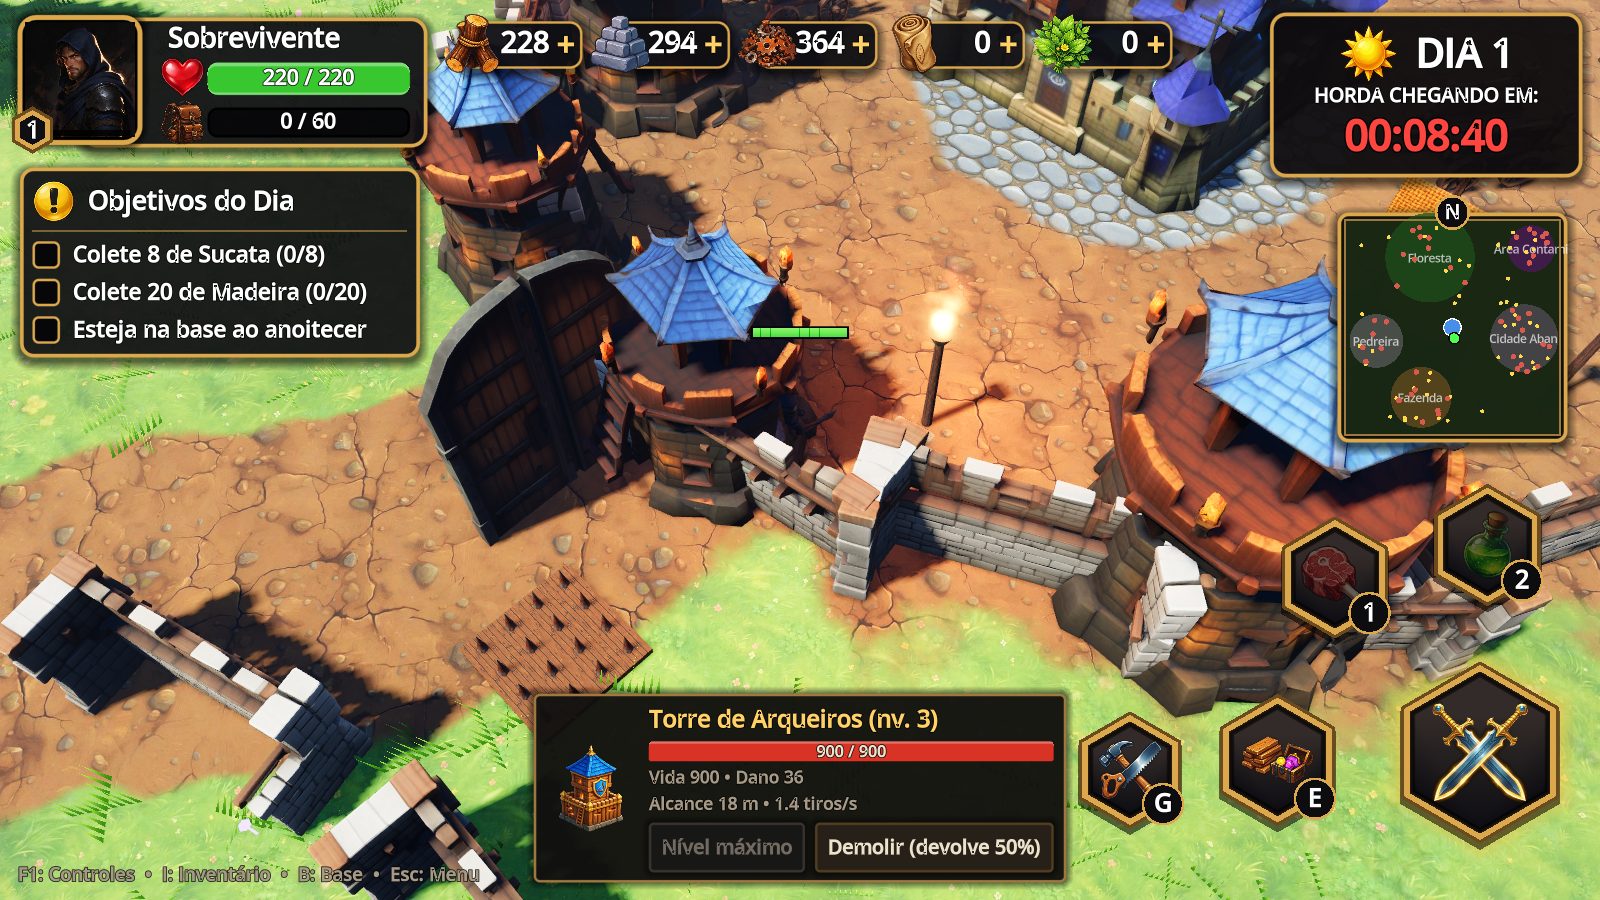 Sobrevivente
220 / 220
0 / 60
1
228 +
294 +
364 +
0 +
0 +
DIA 1
HORDA CHEGANDO EM:
00:08:40
Objetivos do Dia
Colete 8 de Sucata (0/8)
Colete 20 de Madeira (0/20)
Esteja na base ao anoitecer
N
Floresta
Área Contami
Pedreira
Cidade Aban
Fazenda
1
2
Torre de Arqueiros (nv. 3)
900 / 900
Vida 900 • Dano 36
Alcance 18 m • 1.4 tiros/s
Nível máximo
Demolir (devolve 50%)
G
E
F1: Controles • I: Inventário • B: Base • Esc: Menu